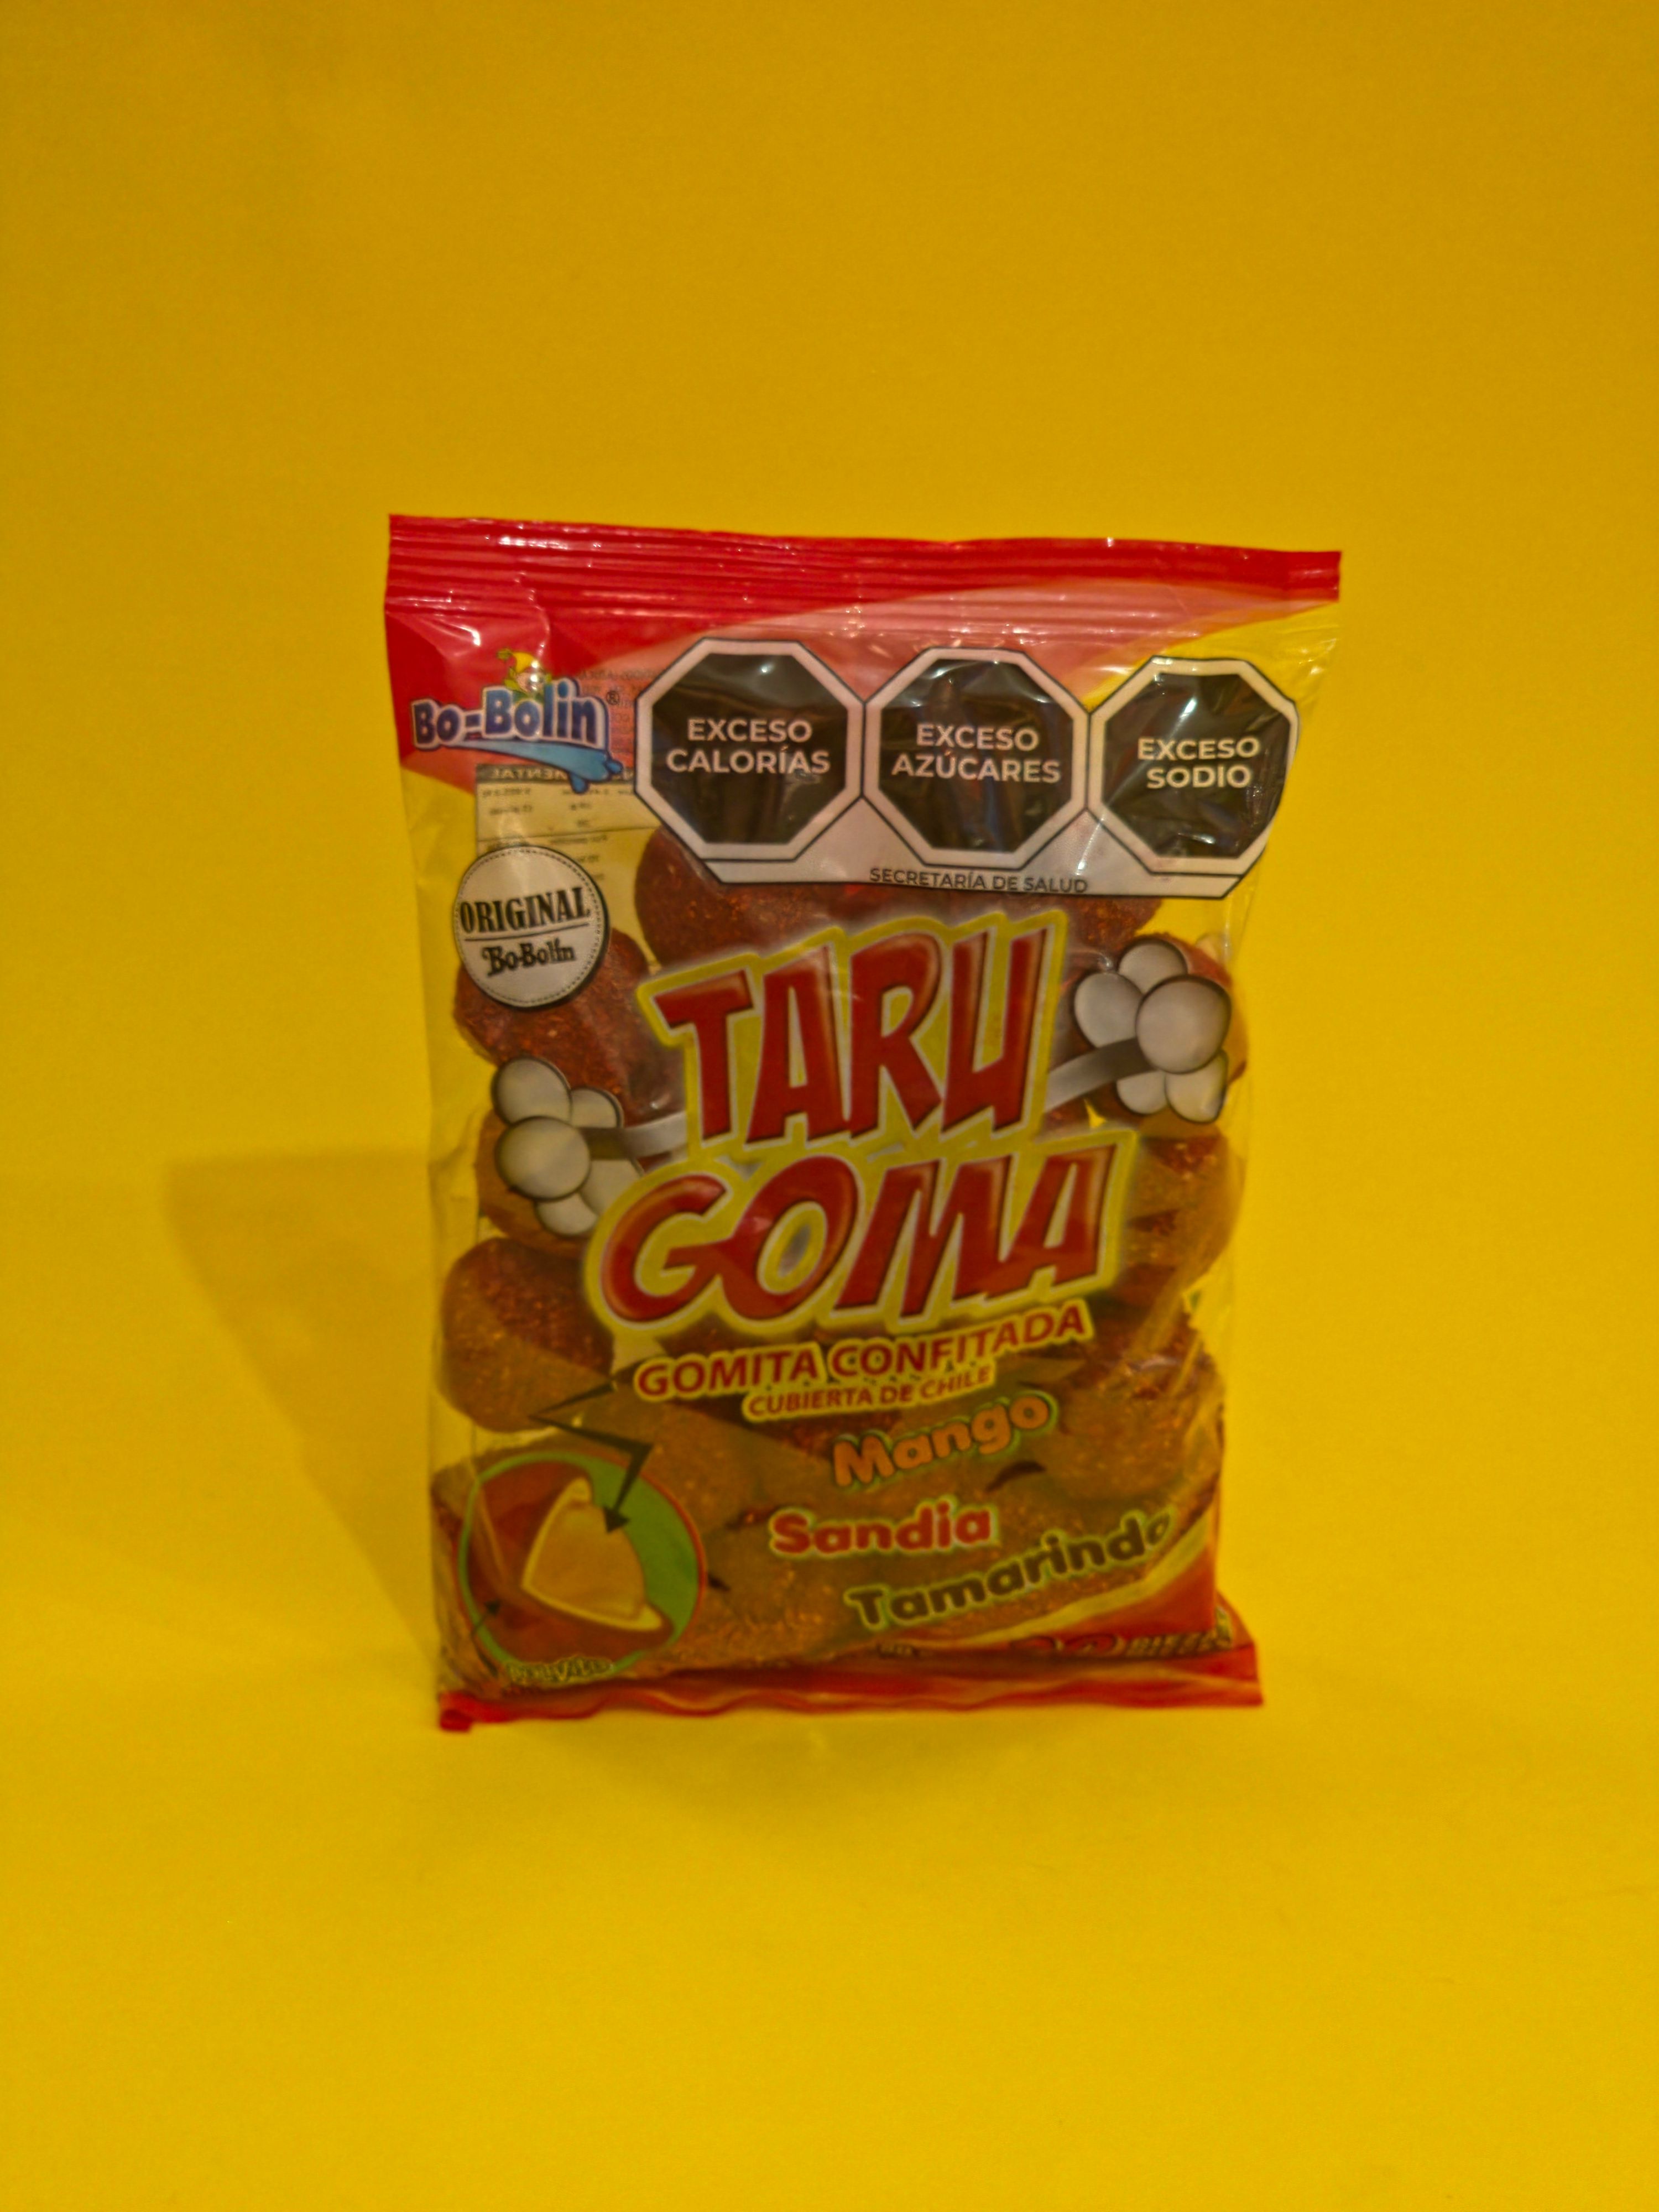 Bo-Bolin®
EXCESO
CALORÍAS
EXCESO
AZÚCARES
EXCESO
SODIO
SECRETARÍA DE SALUD
ORIGINAL
Bo-Bolin
TARU
GOMA
GOMITA CONFITADA
CUBIERTA DE CHILE
Mango
Sandia
Tamarindo